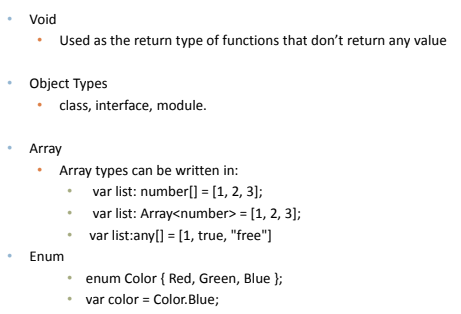 Void
Used as the return type of functions that don't return any value
Object Types
class, interface, module.
Array
Array types can be written in:
var list: number[] = [1, 2, 3];
var list: Array<number> = [1, 2, 3];
var list:any[] = [1, true, "free"]
Enum
enum Color { Red, Green, Blue };
var color = Color.Blue;